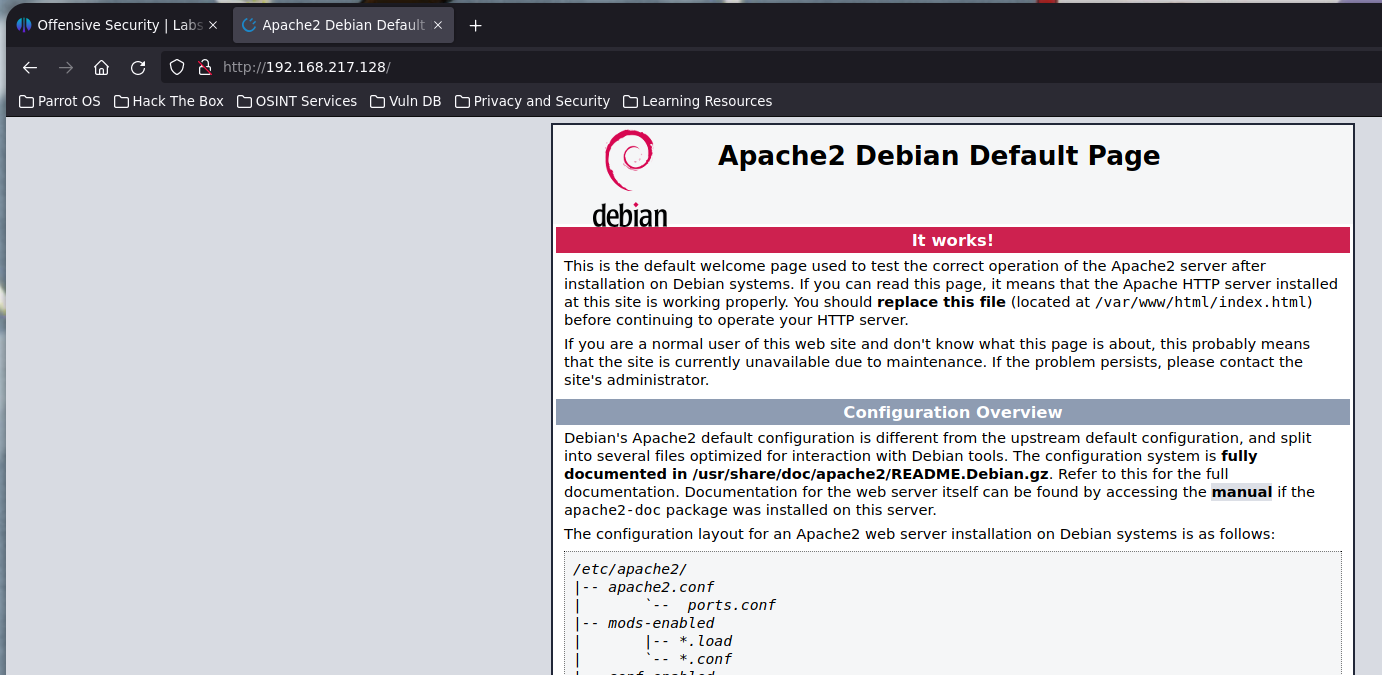 Offensive Security | Labs
Apache2 Debian Default
http://192.168.217.128/
Parrot OS Hack The Box OSINT Services Vuln DB Privacy and Security Learning Resources
debian
Apache2 Debian Default Page
It works!
This is the default welcome page used to test the correct operation of the Apache2 server after
installation on Debian systems. If you can read this page, it means that the Apache HTTP server installed
at this site is working properly. You should replace this file (located at /var/www/html/index.html)
before continuing to operate your HTTP server.
If you are a normal user of this web site and don't know what this page is about, this probably means
that the site is currently unavailable due to maintenance. If the problem persists, please contact the
site's administrator.
Configuration Overview
Debian's Apache2 default configuration is different from the upstream default configuration, and split
into several files optimized for interaction with Debian tools. The configuration system is fully
documented in /usr/share/doc/apache2/README.Debian.gz. Refer to this for the full
documentation. Documentation for the web server itself can be found by accessing the manual if the
apache2-doc package was installed on this server.
The configuration layout for an Apache2 web server installation on Debian systems is as follows:
/etc/apache2/
|-- apache2.conf
|       `--  ports.conf
|-- mods-enabled
|       |-- *.load
|       `-- *.conf
|-- conf-enabled